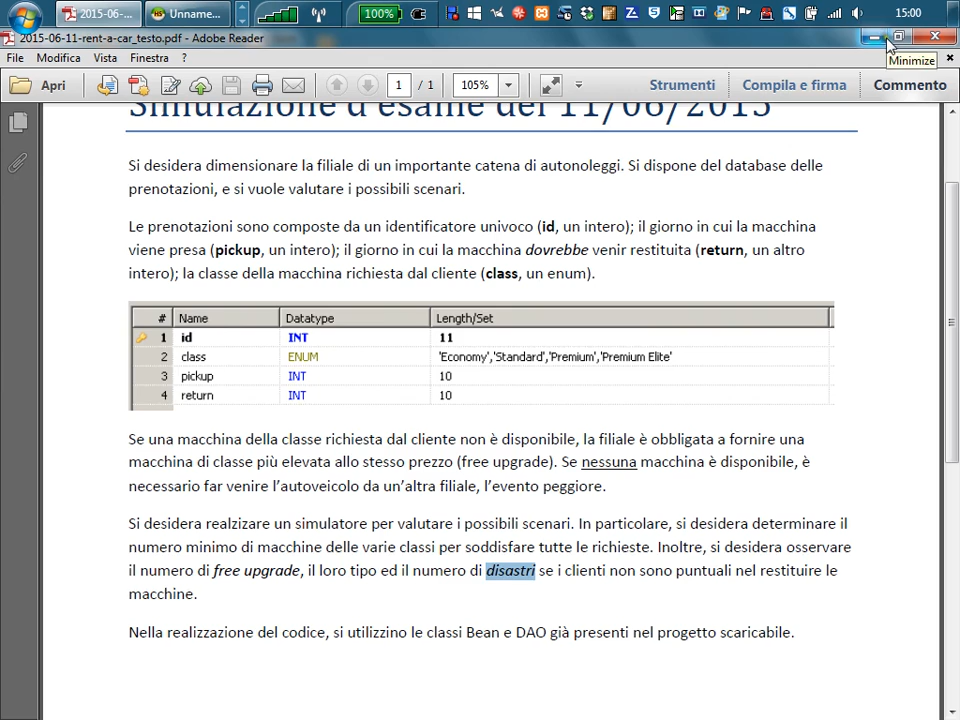 2015-06-...
Unname...
100%
15:00
2015-06-11-rent-a-car_testo.pdf - Adobe Reader
Minimize
File Modifica Vista Finestra ?
Apri 1 / 1 105% Strumenti Compila e firma Commento
Simulazione d'esame del 11/06/2015
Si desidera dimensionare la filiale di un importante catena di autonoleggi. Si dispone del database delle
prenotazioni, e si vuole valutare i possibili scenari.
Le prenotazioni sono composte da un identificatore univoco (id, un intero); il giorno in cui la macchina
viene presa (pickup, un intero); il giorno in cui la macchina dovrebbe venir restituita (return, un altro
intero); la classe della macchina richiesta dal cliente (class, un enum).
# Name Datatype Length/Set
1 id INT 11
2 class ENUM 'Economy','Standard','Premium','Premium Elite'
3 pickup INT 10
4 return INT 10
Se una macchina della classe richiesta dal cliente non è disponibile, la filiale è obbligata a fornire una
macchina di classe più elevata allo stesso prezzo (free upgrade). Se nessuna macchina è disponibile, è
necessario far venire l'autoveicolo da un'altra filiale, l'evento peggiore.
Si desidera realzizare un simulatore per valutare i possibili scenari. In particolare, si desidera determinare il
numero minimo di macchine delle varie classi per soddisfare tutte le richieste. Inoltre, si desidera osservare
il numero di free upgrade, il loro tipo ed il numero di disastri se i clienti non sono puntuali nel restituire le
macchine.
Nella realizzazione del codice, si utilizzino le classi Bean e DAO già presenti nel progetto scaricabile.